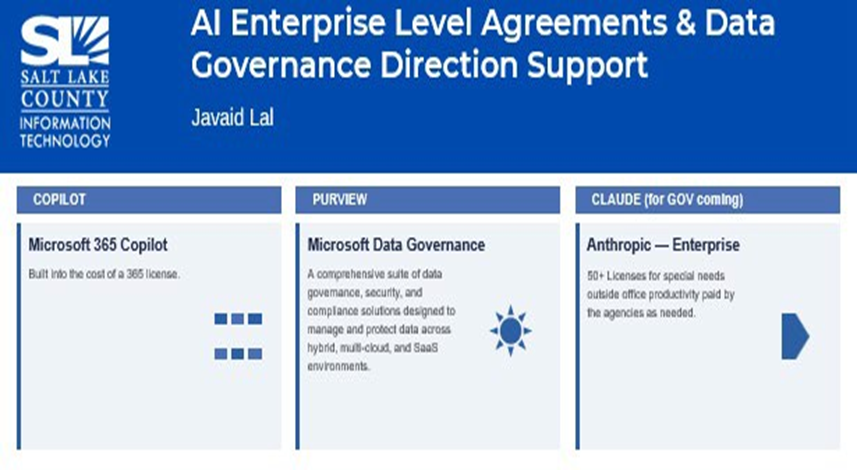 SL
SALT LAKE
COUNTY
INFORMATION
TECHNOLOGY
AI Enterprise Level Agreements & Data
Governance Direction Support
Javaid Lal
COPILOT
Microsoft 365 Copilot
Built into the cost of a 365 license.
PURVIEW
Microsoft Data Governance
A comprehensive suite of data
governance, security, and
compliance solutions designed to
manage and protect data across
hybrid, multi-cloud, and SaaS
environments.
CLAUDE (for GOV coming)
Anthropic — Enterprise
50+ Licenses for special needs
outside office productivity paid by
the agencies as needed.